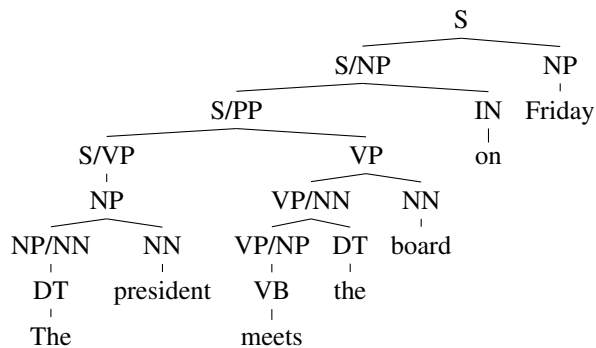 S
S/NP NP
S/PP IN Friday
S/VP VP on
NP VP/NN NN
NP/NN NN VP/NP DT board
DT president VB the
The meets